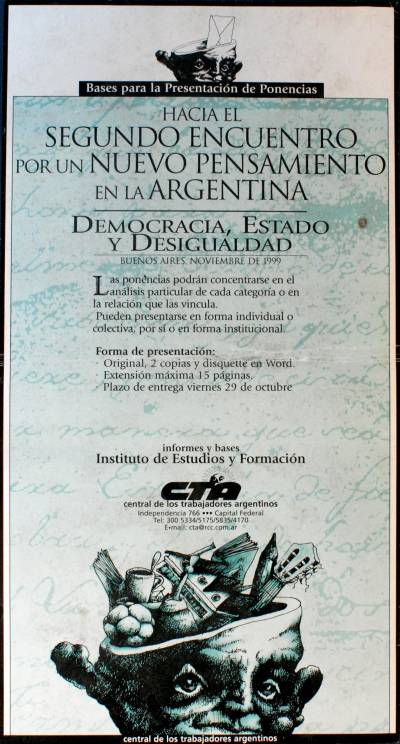 Bases para la Presentación de Ponencias
HACIA EL
SEGUNDO ENCUENTRO
POR UN NUEVO PENSAMIENTO
EN LA ARGENTINA
DEMOCRACIA, ESTADO
Y DESIGUALDAD
BUENOS AIRES, NOVIEMBRE DE 1999
Las ponencias podrán concentrarse en el
análisis particular de cada categoría o en
la relación que las vincula.
Pueden presentarse en forma individual o
colectiva, por sí o en forma institucional.
Forma de presentación:
· Original, 2 copias y disquette en Word.
· Extensión máxima 15 páginas.
· Plazo de entrega viernes 29 de octubre
informes y bases
Instituto de Estudios y Formación
CTA
central de los trabajadores argentinos
Independencia 766 ••• Capital Federal
Tel: 300 5334/5175/5835/4170
E-mail: cta@rcc.com.ar
central de los trabajadores argentinos